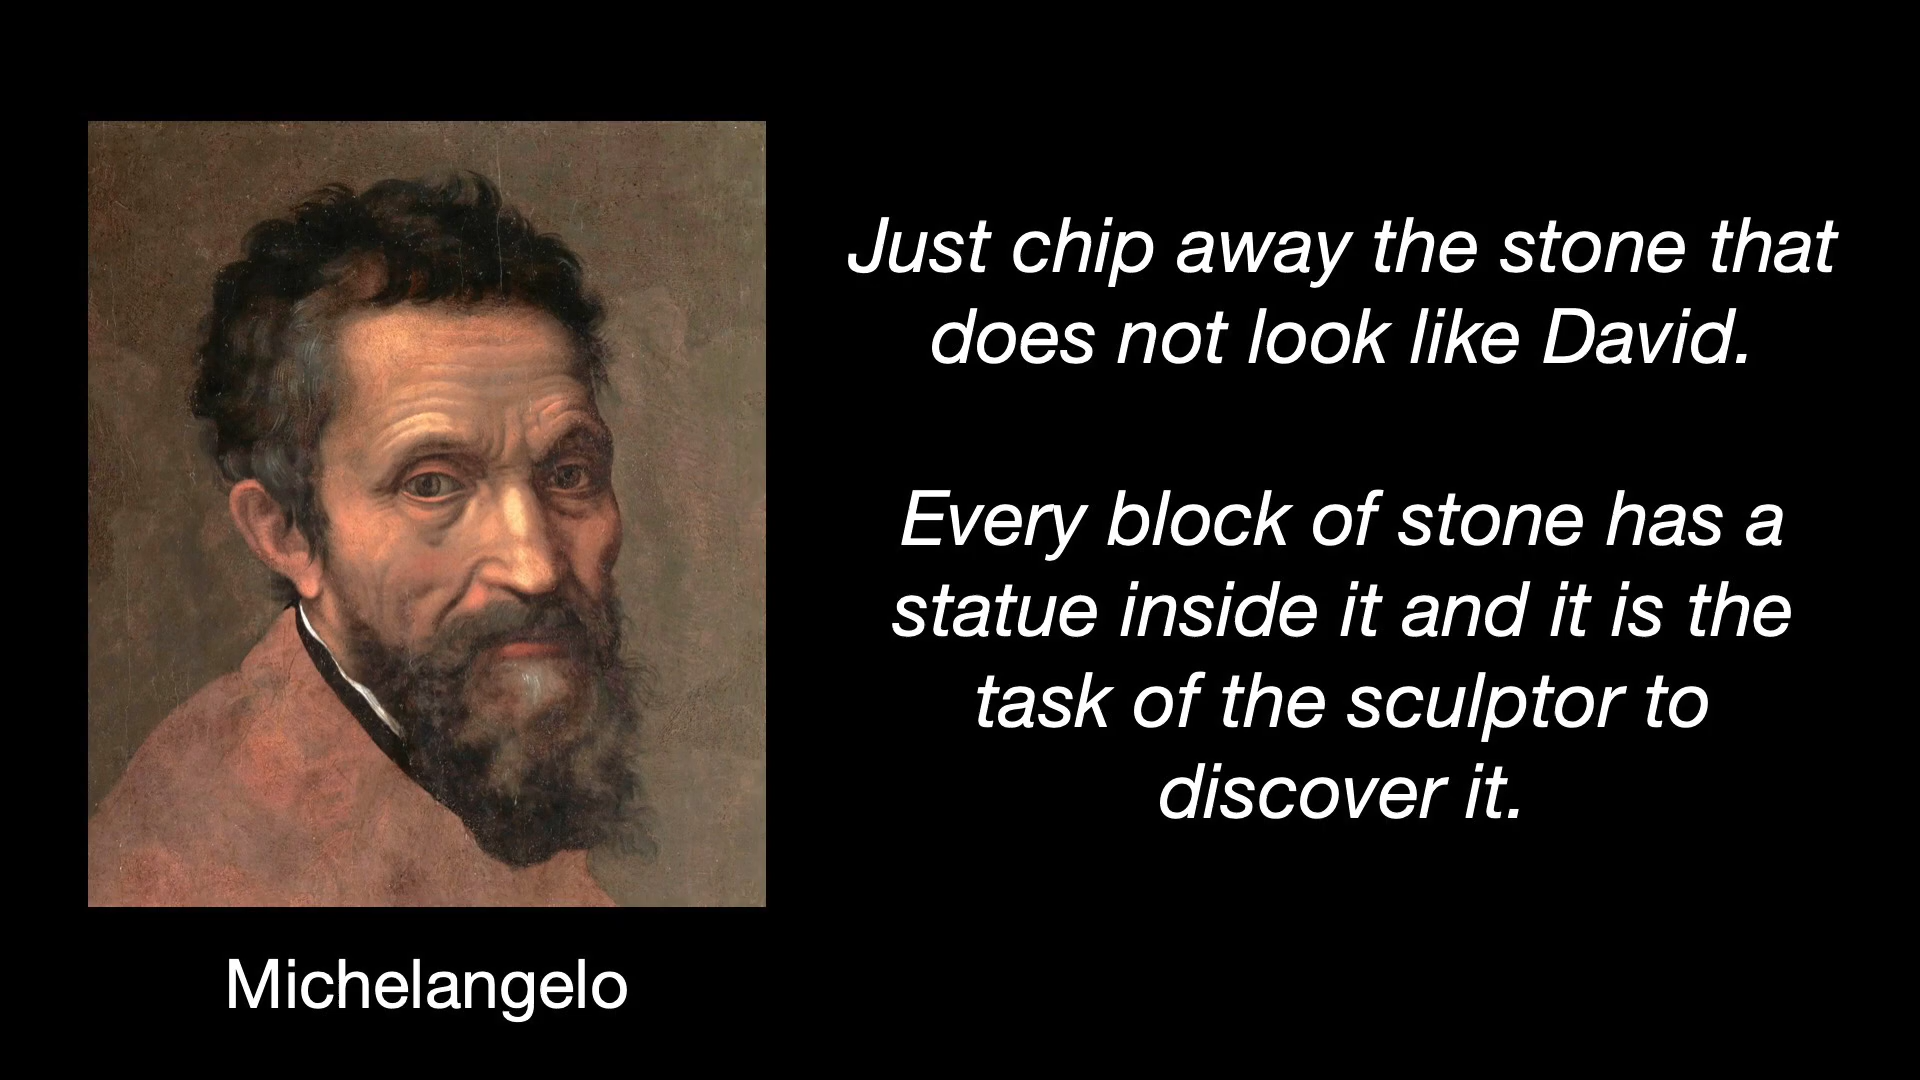 Just chip away the stone that
does not look like David.
Every block of stone has a
statue inside it and it is the
task of the sculptor to
discover it.
Michelangelo